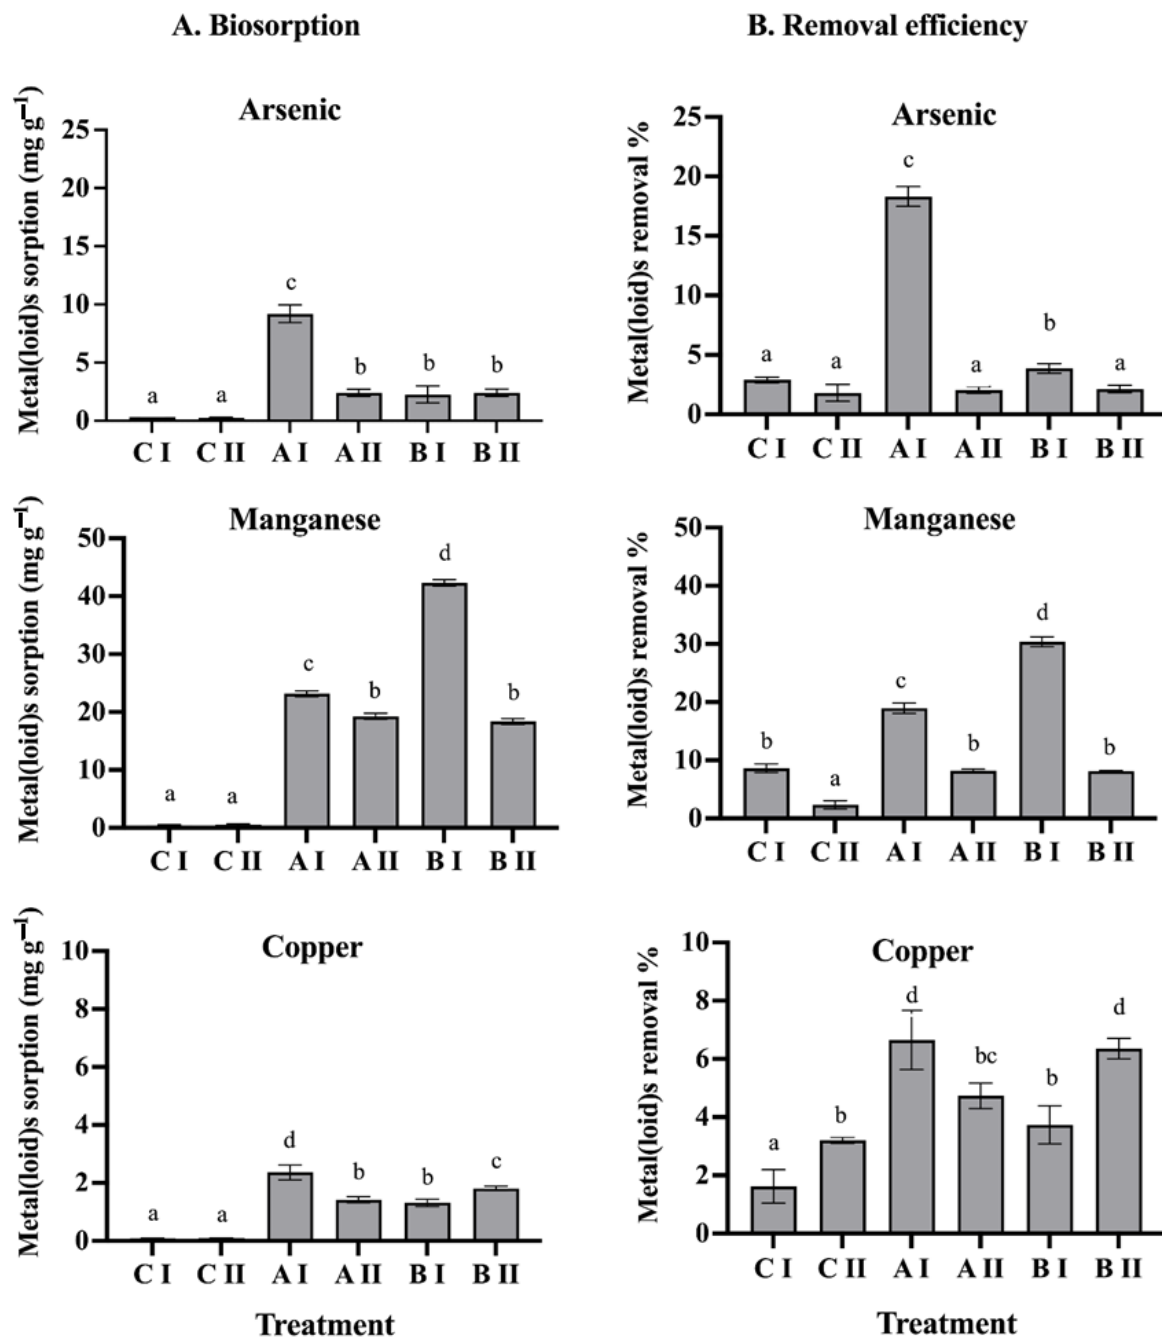 A. Biosorption
B. Removal efficiency
Arsenic
Metal(loid)s sorption (mg g⁻¹)
25
20
15
10
5
0
a
a
c
b
b
b
C I C II A I A II B I B II
Arsenic
Metal(loid)s removal %
25
20
15
10
5
0
a
a
c
a
b
a
C I C II A I A II B I B II
Manganese
Metal(loid)s sorption (mg g⁻¹)
50
40
30
20
10
0
a
a
c
b
d
b
C I C II A I A II B I B II
Manganese
Metal(loid)s removal %
50
40
30
20
10
0
b
a
c
b
d
b
C I C II A I A II B I B II
Copper
Metal(loid)s sorption (mg g⁻¹)
10
8
6
4
2
0
a
a
d
b
b
c
C I C II A I A II B I B II
Treatment
Copper
Metal(loid)s removal %
10
8
6
4
2
0
a
b
d
bc
b
d
C I C II A I A II B I B II
Treatment